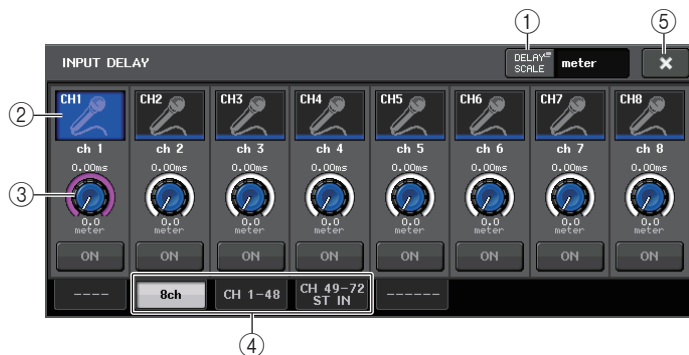 ① ⑤
INPUT DELAY
DELAY SCALE meter
②
CH1 CH2 CH3 CH4 CH5 CH6 CH7 CH8
ch 1 ch 2 ch 3 ch 4 ch 5 ch 6 ch 7 ch 8
0.00ms 0.00ms 0.00ms 0.00ms 0.00ms 0.00ms 0.00ms 0.00ms
③
0.0 0.0 0.0 0.0 0.0 0.0 0.0 0.0
meter meter meter meter meter meter meter meter
ON ON ON ON ON ON ON ON
---- 8ch CH 1-48 CH 49-72 ST IN ------
④